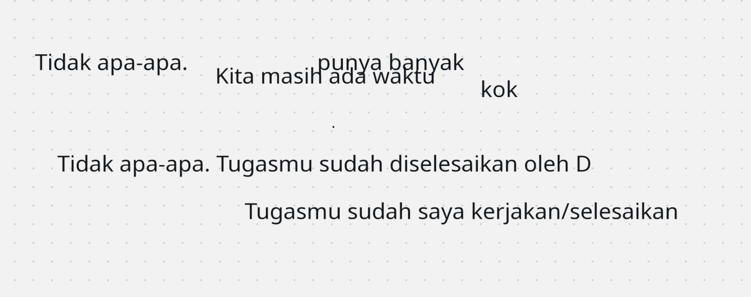 Tidak apa-apa.
punya banyak
Kita masih ada waktu
kok
.
Tidak apa-apa. Tugasmu sudah diselesaikan oleh D
Tugasmu sudah saya kerjakan/selesaikan